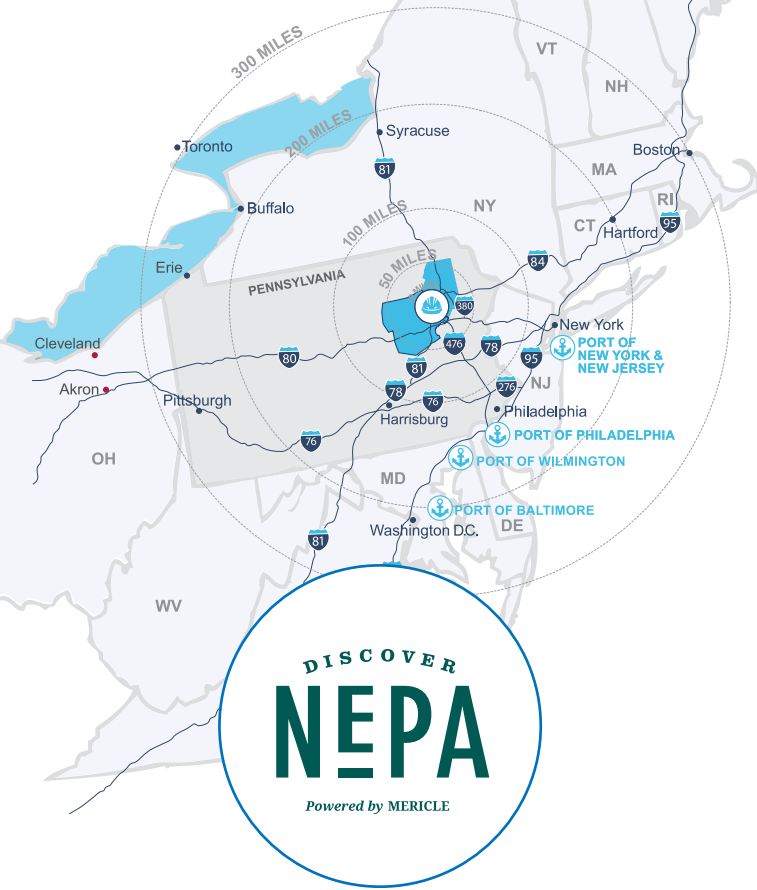 300 MILES
VT
NH
200 MILES
Syracuse
Toronto
Boston
81
MA
RI
Buffalo
100 MILES
NY
CT
Hartford
95
50 MILES
84
Erie
PENNSYLVANIA
380
New York
Cleveland
476
78
PORT OF
NEW YORK &
NEW JERSEY
80
95
81
Akron
78
276
NJ
Pittsburgh
76
Philadelphia
Harrisburg
76
PORT OF PHILADELPHIA
OH
PORT OF WILMINGTON
MD
PORT OF BALTIMORE
Washington D.C.
DE
81
WV
DISCOVER
NEPA
Powered by MERICLE